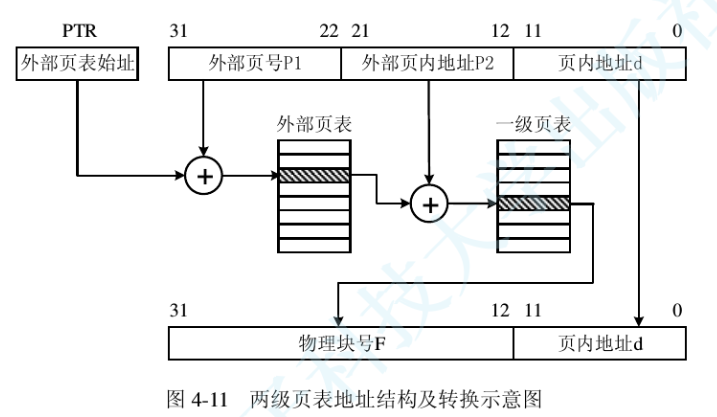 PTR 31 22 21 12 11 0
外部页表始址 外部页号P1 外部页内地址P2 页内地址d
外部页表 一级页表
+
+
31 12 11 0
物理块号F 页内地址d
图 4-11 两级页表地址结构及转换示意图